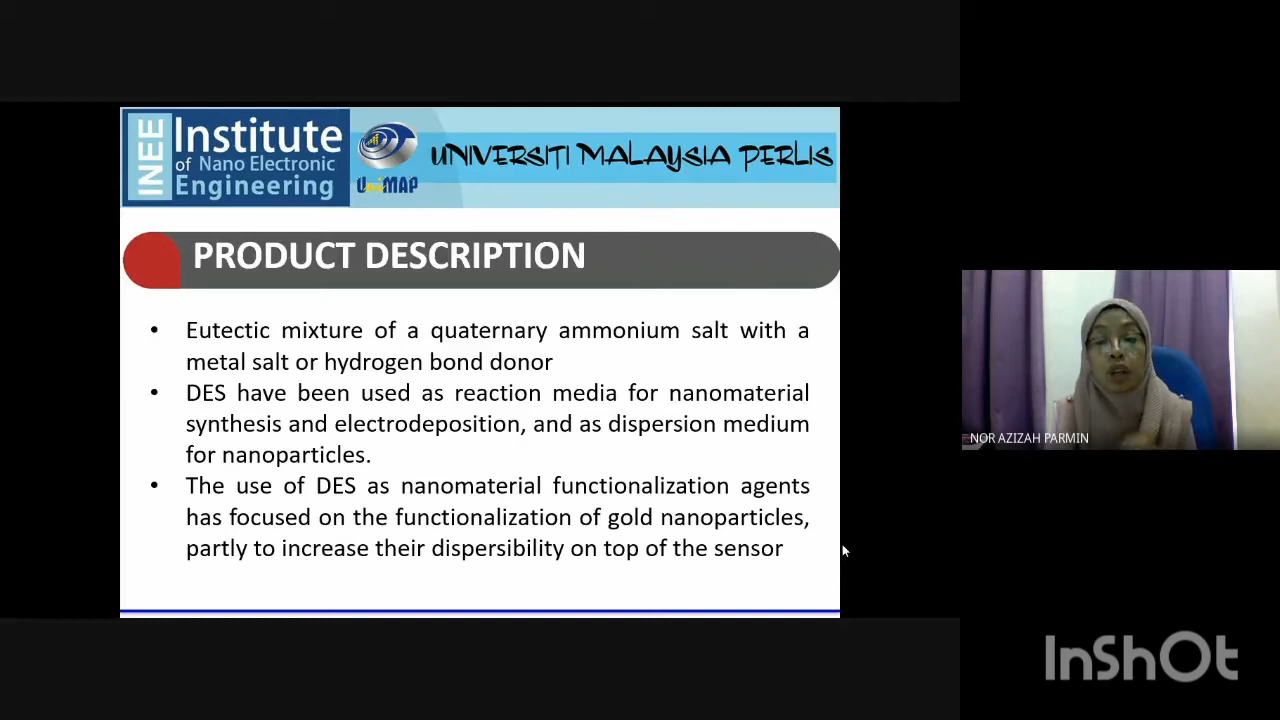 INEE
Institute
of Nano Electronic
Engineering
UniMAP
UNIVERSITI MALAYSIA PERLIS
PRODUCT DESCRIPTION
• Eutectic mixture of a quaternary ammonium salt with a
metal salt or hydrogen bond donor
• DES have been used as reaction media for nanomaterial
synthesis and electrodeposition, and as dispersion medium
for nanoparticles.
• The use of DES as nanomaterial functionalization agents
has focused on the functionalization of gold nanoparticles,
partly to increase their dispersibility on top of the sensor
NOR AZIZAH PARMIN
InShOt